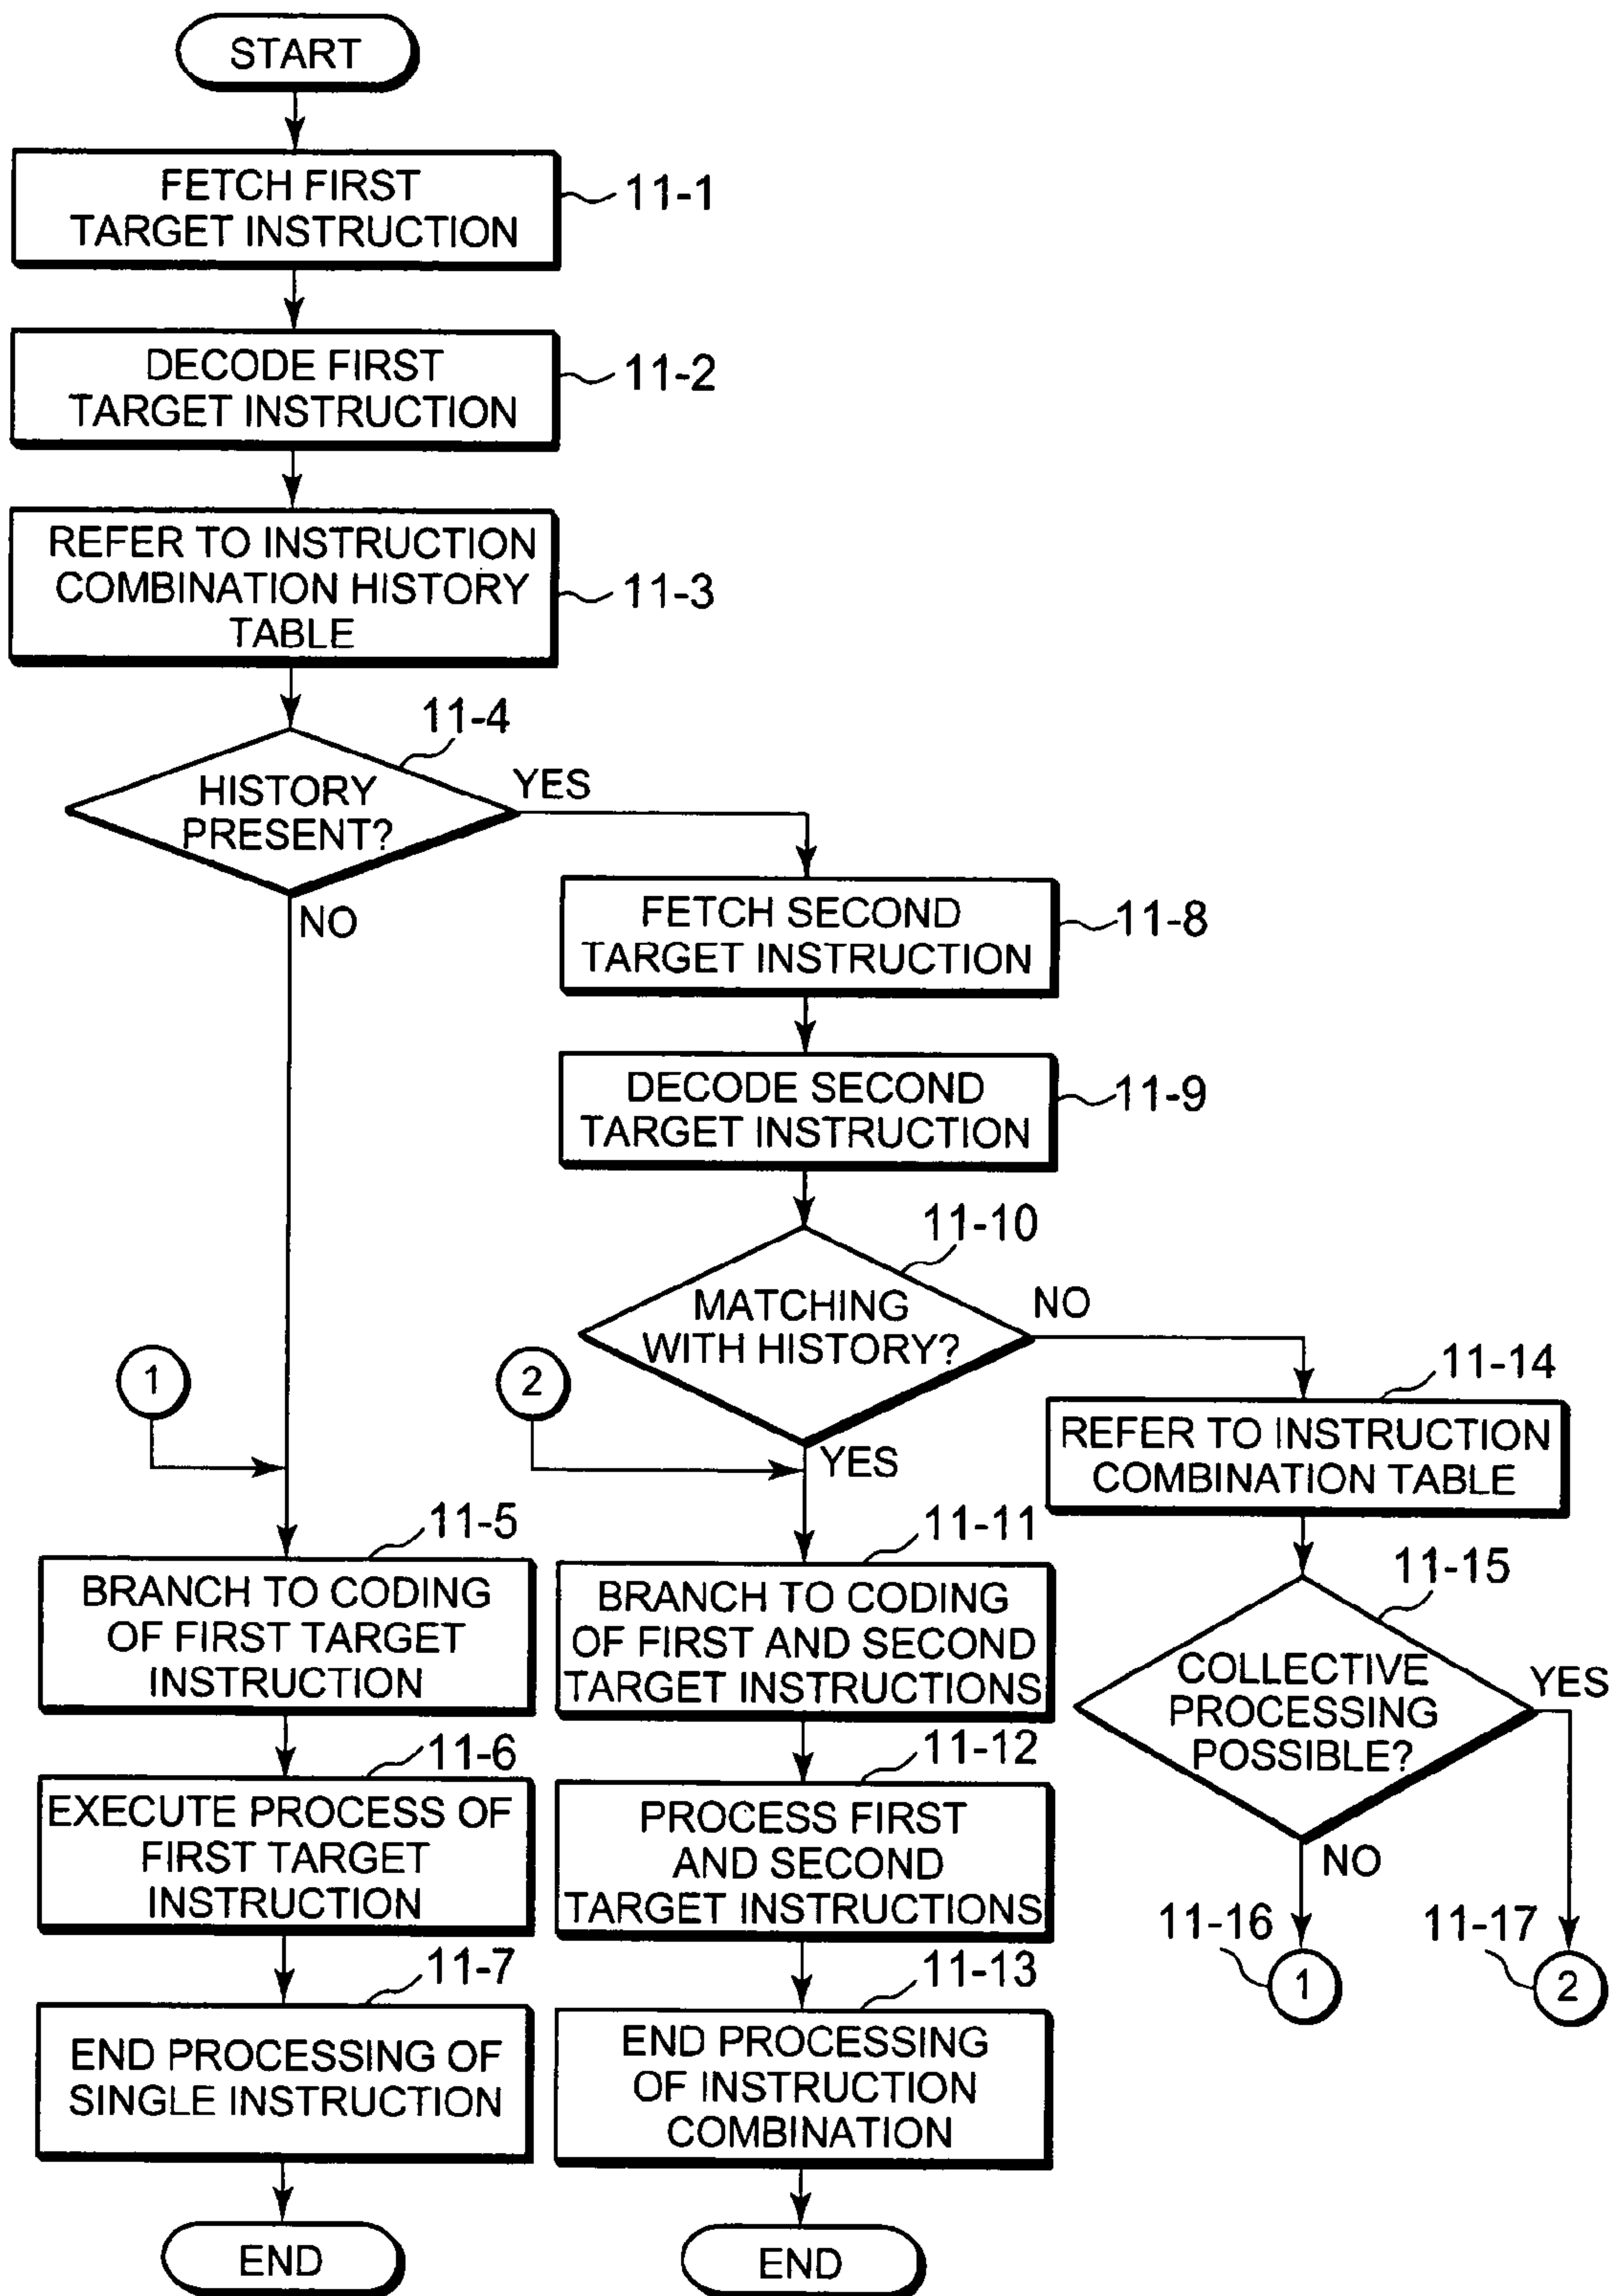 START
FETCH FIRST
TARGET INSTRUCTION
11-1
DECODE FIRST
TARGET INSTRUCTION
11-2
REFER TO INSTRUCTION
COMBINATION HISTORY
TABLE
11-3
11-4
HISTORY
PRESENT?
YES
NO
FETCH SECOND
TARGET INSTRUCTION
11-8
DECODE SECOND
TARGET INSTRUCTION
11-9
11-10
MATCHING
WITH HISTORY?
NO
YES
1
2
11-14
REFER TO INSTRUCTION
COMBINATION TABLE
11-5
BRANCH TO CODING
OF FIRST TARGET
INSTRUCTION
11-11
BRANCH TO CODING
OF FIRST AND SECOND
TARGET INSTRUCTIONS
11-15
COLLECTIVE
PROCESSING
POSSIBLE?
YES
NO
11-6
EXECUTE PROCESS OF
FIRST TARGET
INSTRUCTION
11-12
PROCESS FIRST
AND SECOND
TARGET INSTRUCTIONS
11-16
1
11-17
2
11-7
END PROCESSING OF
SINGLE INSTRUCTION
11-13
END PROCESSING
OF INSTRUCTION
COMBINATION
END
END